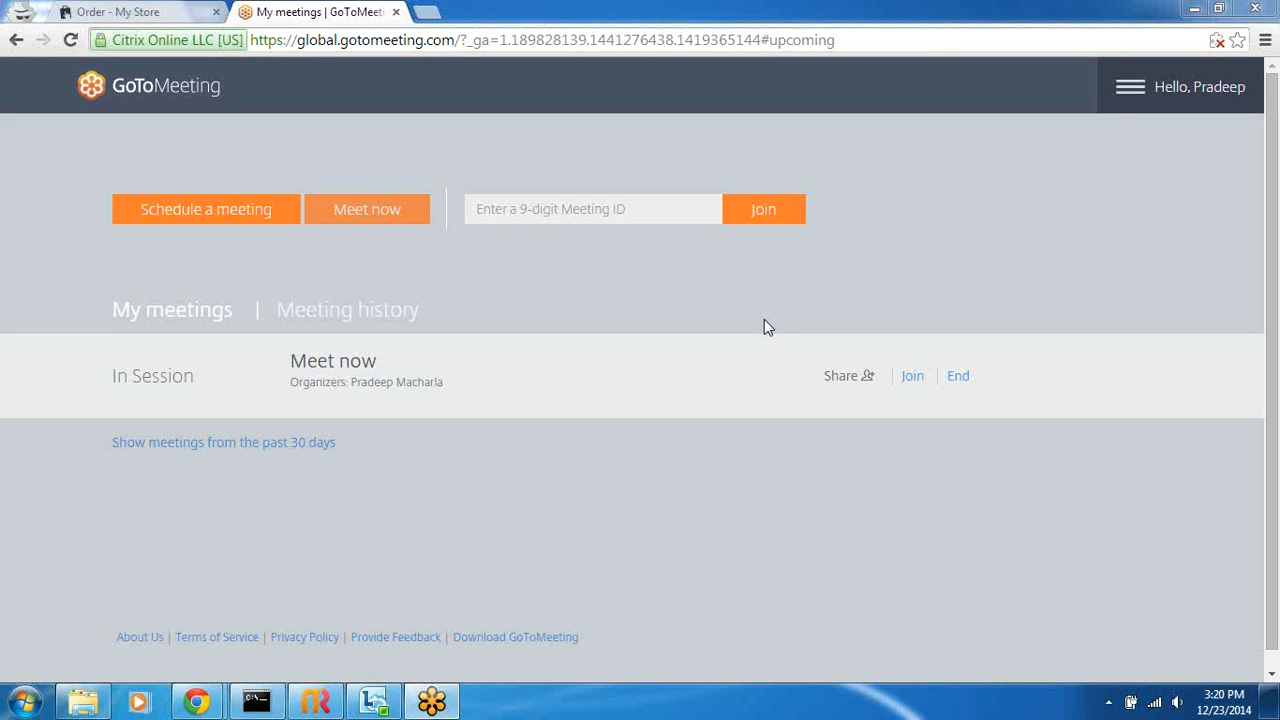 Order - My Store
My meetings | GoToMeeti
Citrix Online LLC [US] https://global.gotomeeting.com/?_ga=1.189828139.1441276438.1419365144#upcoming
GoToMeeting
Hello, Pradeep
Schedule a meeting
Meet now
Enter a 9-digit Meeting ID
Join
My meetings | Meeting history
In Session
Meet now
Organizers: Pradeep Macharla
Share
Join
End
Show meetings from the past 30 days
About Us | Terms of Service | Privacy Policy | Provide Feedback | Download GoToMeeting
C:\.
3:20 PM
12/23/2014